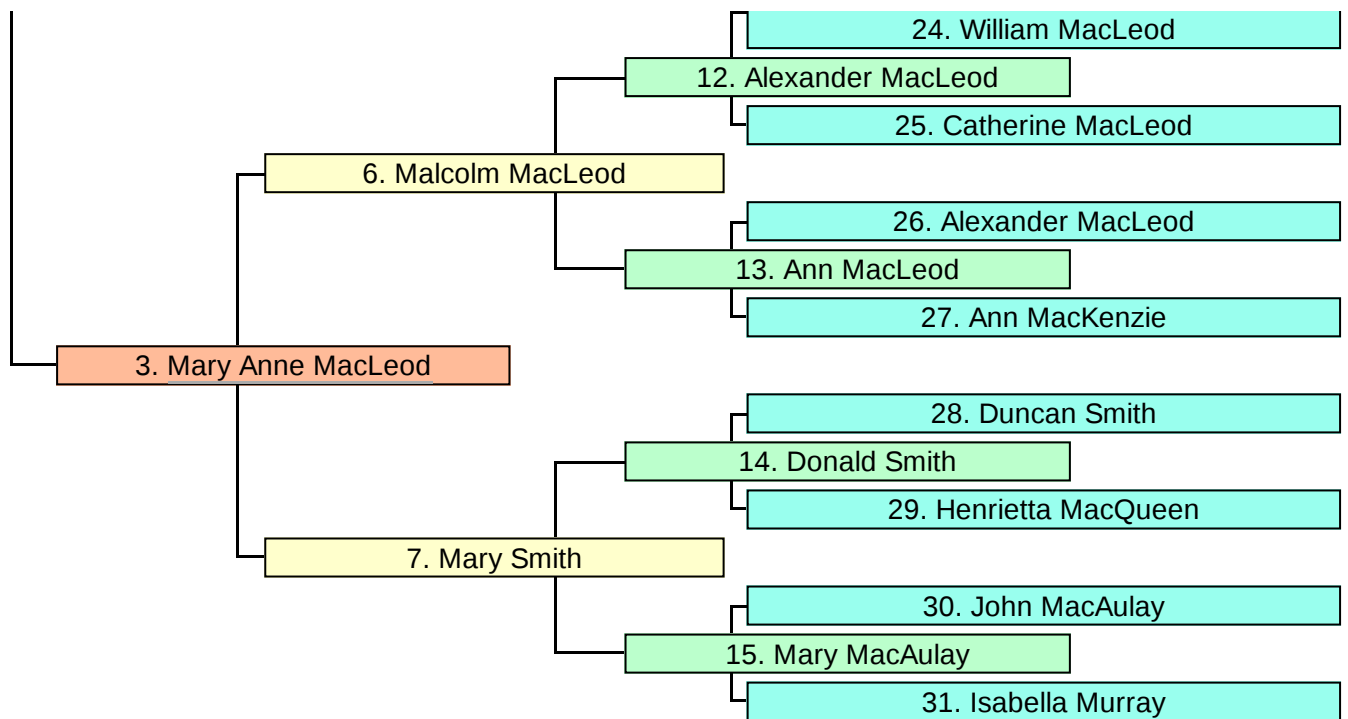 24. William MacLeod
12. Alexander MacLeod
25. Catherine MacLeod
6. Malcolm MacLeod
26. Alexander MacLeod
13. Ann MacLeod
27. Ann MacKenzie
3. Mary Anne MacLeod
28. Duncan Smith
14. Donald Smith
29. Henrietta MacQueen
7. Mary Smith
30. John MacAulay
15. Mary MacAulay
31. Isabella Murray